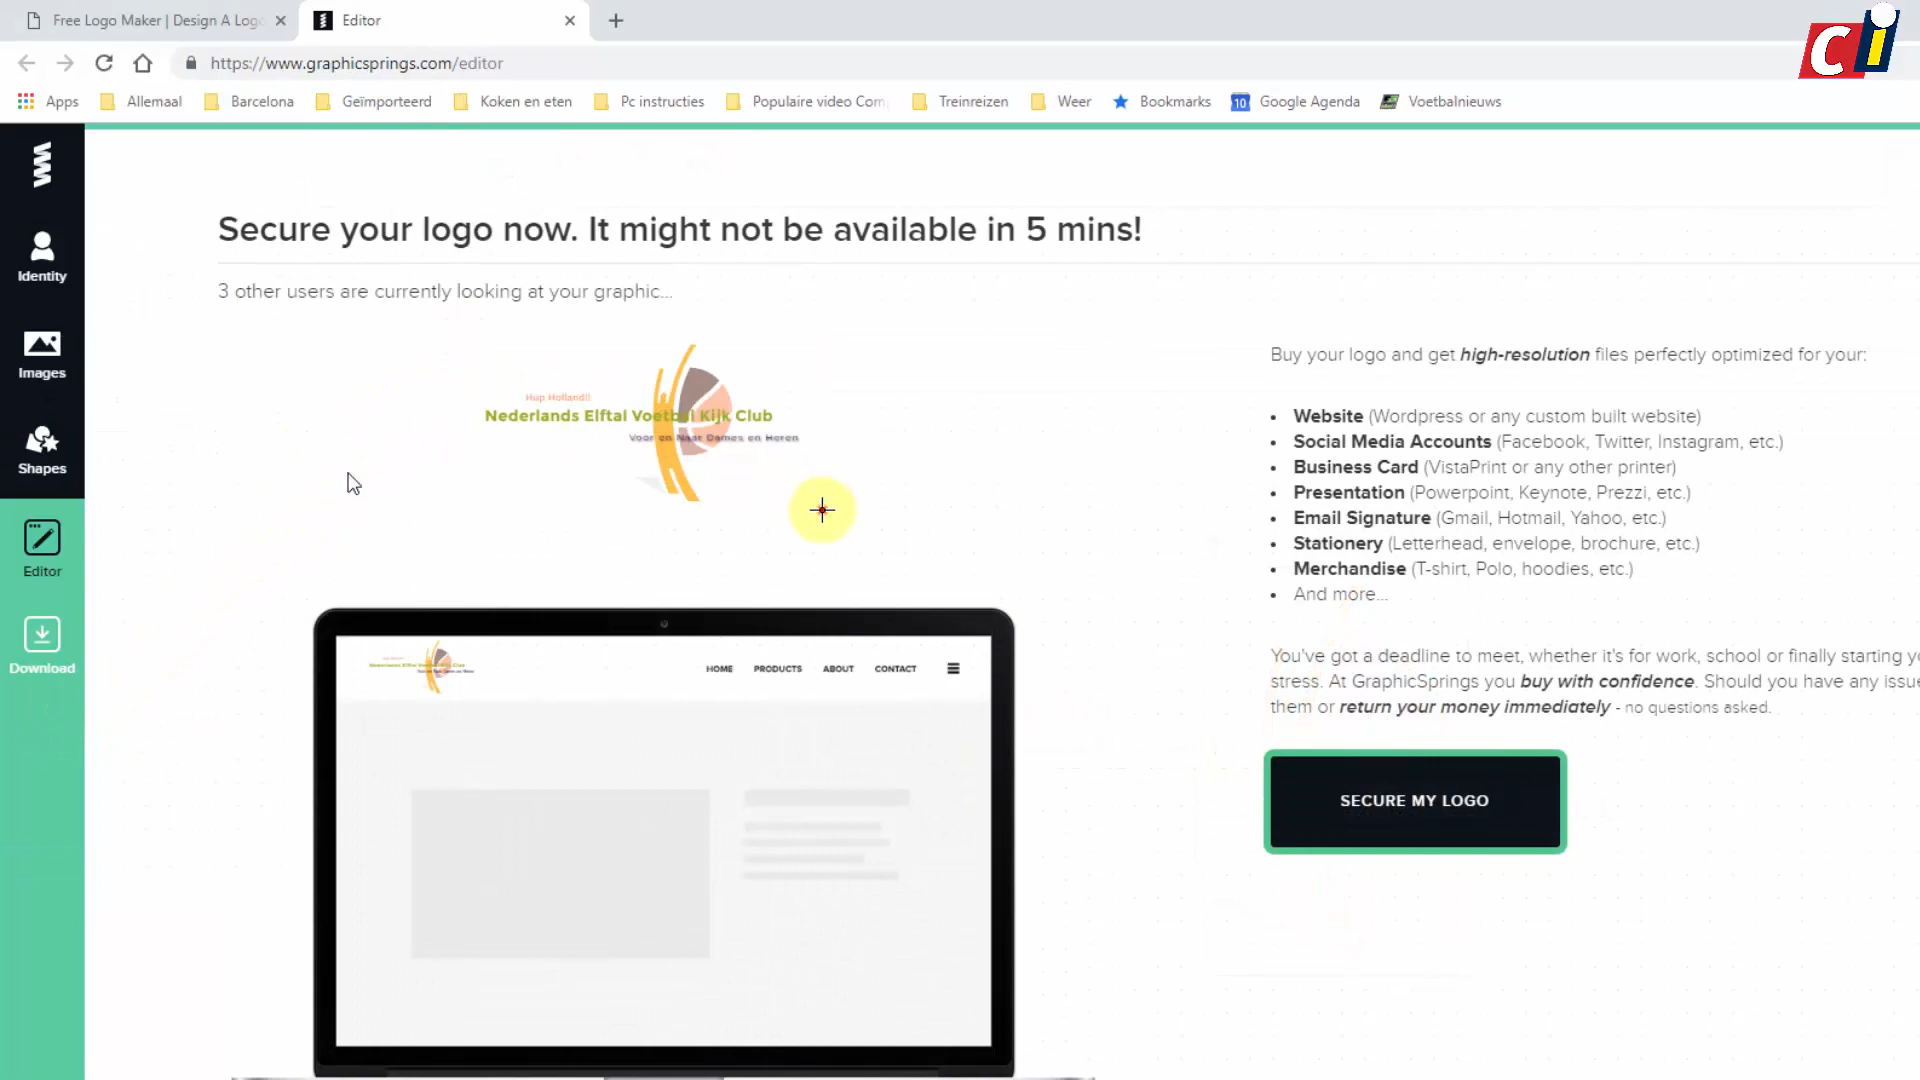 Free Logo Maker | Design A Logo
Editor
https://www.graphicsprings.com/editor
Apps
Allemaal
Barcelona
Geïmporteerd
Koken en eten
Pc instructies
Populaire video Com
Treinreizen
Weer
Bookmarks
10
Google Agenda
Voetbalnieuws
Ci
Identity
Images
Shapes
Editor
Download
Secure your logo now. It might not be available in 5 mins!
3 other users are currently looking at your graphic...
Hup Holland!!
Nederlands Elftal Voetbal Kijk Club
Voor en Naar Dames en Heren
HOME PRODUCTS ABOUT CONTACT
Buy your logo and get high-resolution files perfectly optimized for your:
• Website (Wordpress or any custom built website)
• Social Media Accounts (Facebook, Twitter, Instagram, etc.)
• Business Card (VistaPrint or any other printer)
• Presentation (Powerpoint, Keynote, Prezzi, etc.)
• Email Signature (Gmail, Hotmail, Yahoo, etc.)
• Stationery (Letterhead, envelope, brochure, etc.)
• Merchandise (T-shirt, Polo, hoodies, etc.)
• And more...
You've got a deadline to meet, whether it's for work, school or finally starting
stress. At GraphicSprings you buy with confidence. Should you have any issue
them or return your money immediately - no questions asked.
SECURE MY LOGO